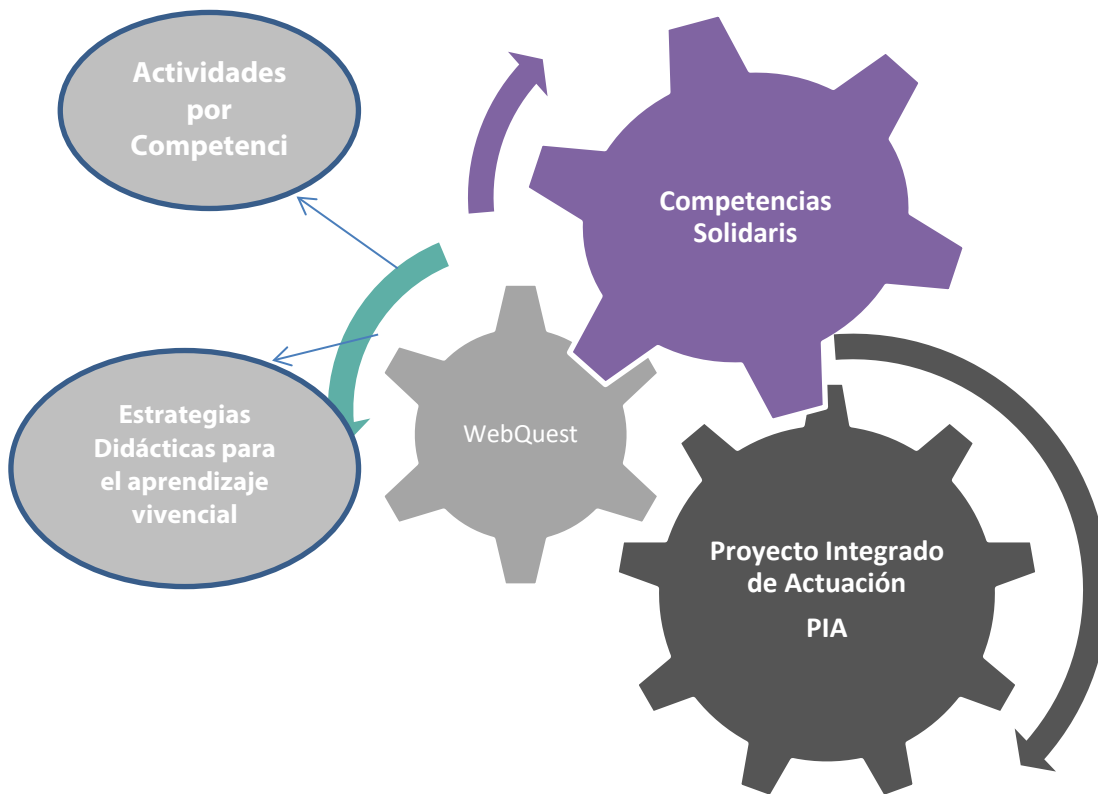 Actividades
por
Competenci
Competencias
Solidaris
WebQuest
Estrategias
Didácticas para
el aprendizaje
vivencial
Proyecto Integrado
de Actuación
PIA